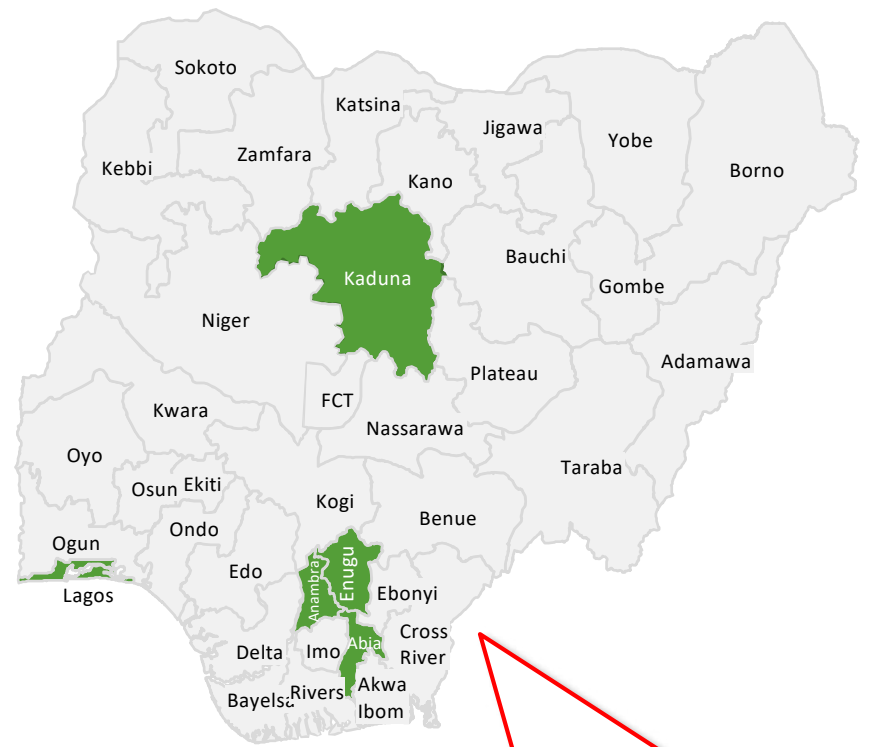 Sokoto
Katsina
Jigawa
Yobe
Kebbi
Zamfara
Kano
Borno
Kaduna
Bauchi
Gombe
Niger
Adamawa
Plateau
FCT
Kwara
Nassarawa
Oyo
Taraba
Osun
Ekiti
Kogi
Benue
Ondo
Ogun
Edo
Anambra
Enugu
Ebonyi
Lagos
Cross
River
Delta
Imo
Abia
Bayelsa
Rivers
Akwa
Ibom